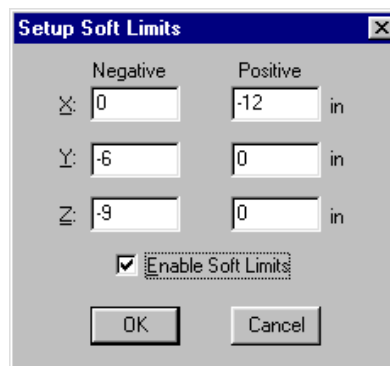 Setup Soft Limits
Negative Positive
X: 0 -12 in
Y: -6 0 in
Z: -9 0 in
Enable Soft Limits
OK Cancel